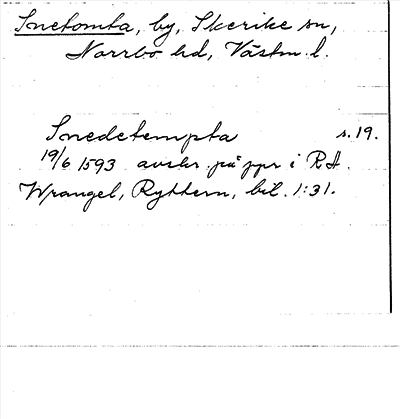 Snetomta, by, Skerike sn,
Norrbo hd, Västm. l.
Snedetempta s. 19.
19/6 1593 avskr. på ppr i RA.
Wrangel, Ryttern, bil. 1:31.